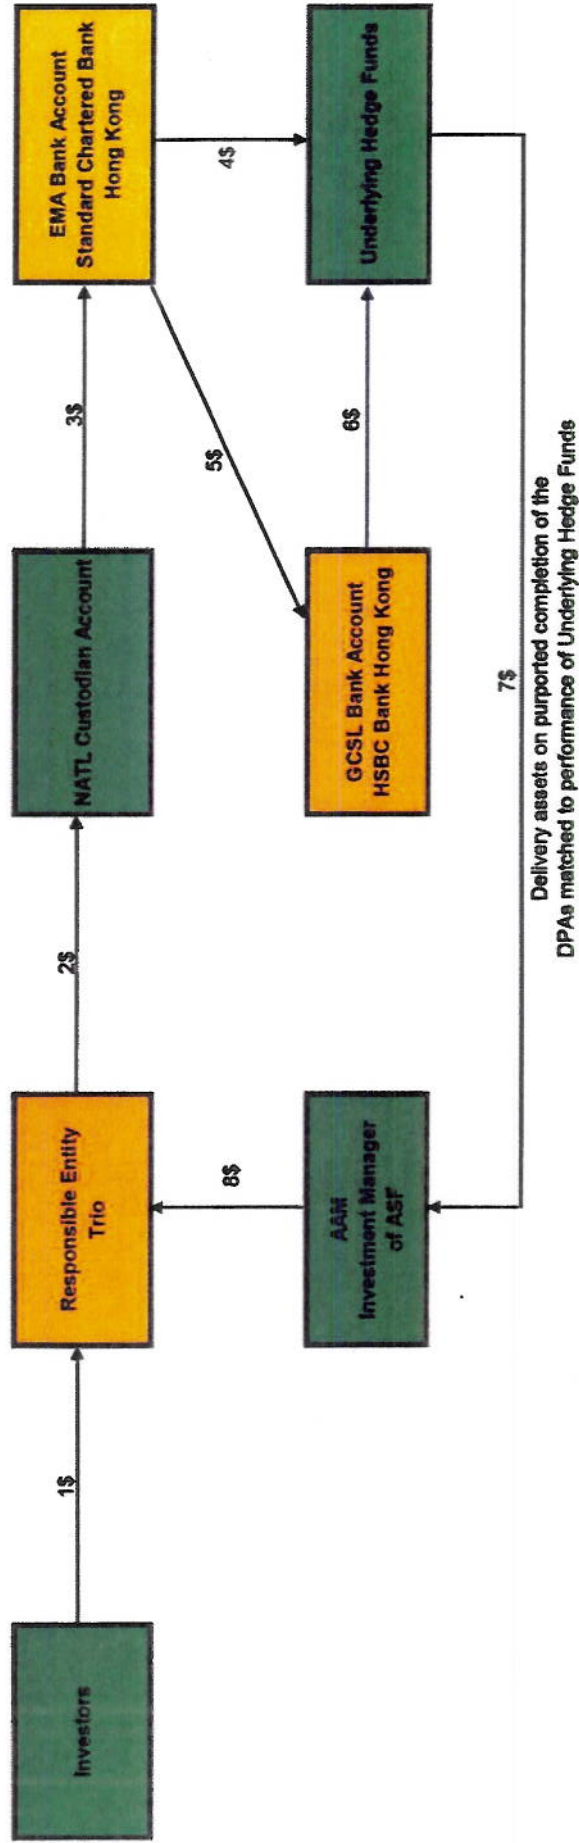 Investors
1$
Responsible Entity
Trio
2$
NATL Custodian Account
3$
EMA Bank Account
Standard Chartered Bank
Hong Kong
4$
5$
GCSL Bank Account
HSBC Bank Hong Kong
6$
Underlying Hedge Funds
7$
Delivery assets on purported completion of the
DPAs matched to performance of Underlying Hedge Funds
8$
AAM
Investment Manager
of ASF